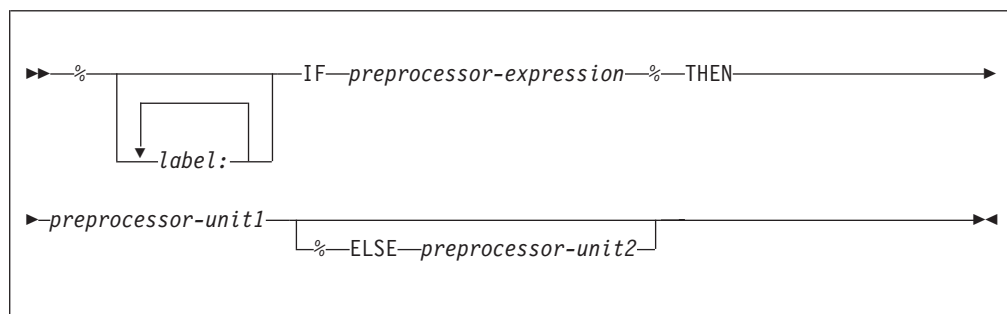 % IF preprocessor-expression % THEN
label:
preprocessor-unit1
% ELSE preprocessor-unit2